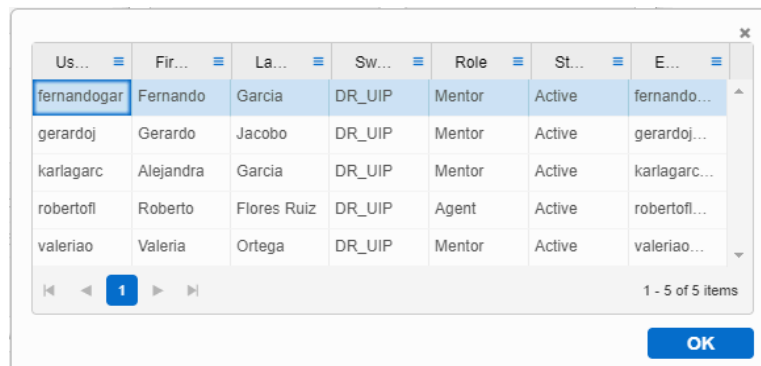 Us... Fir... La... Sw... Role St... E...
fernandogar Fernando Garcia DR_UIP Mentor Active fernando...
gerardoj Gerardo Jacobo DR_UIP Mentor Active gerardoj...
karlagarc Alejandra Garcia DR_UIP Mentor Active karlagarc...
robertofl Roberto Flores Ruiz DR_UIP Agent Active robertofl...
valeriao Valeria Ortega DR_UIP Mentor Active valeriao...
1 1 - 5 of 5 items
OK